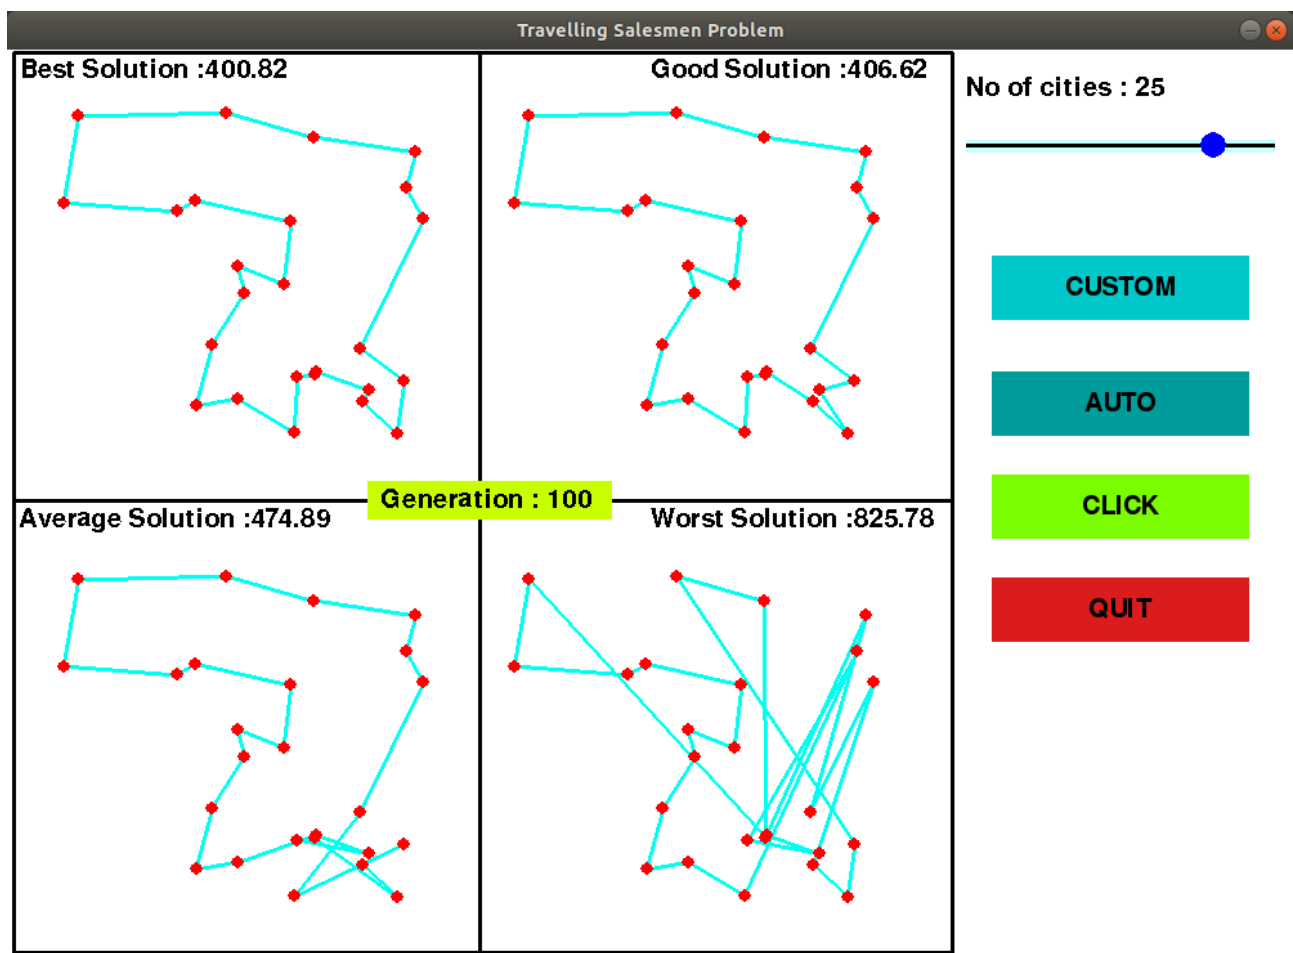 Travelling Salesmen Problem
Best Solution :400.82
Good Solution :406.62
No of cities : 25
CUSTOM
AUTO
Generation : 100
Average Solution :474.89
Worst Solution :825.78
CLICK
QUIT